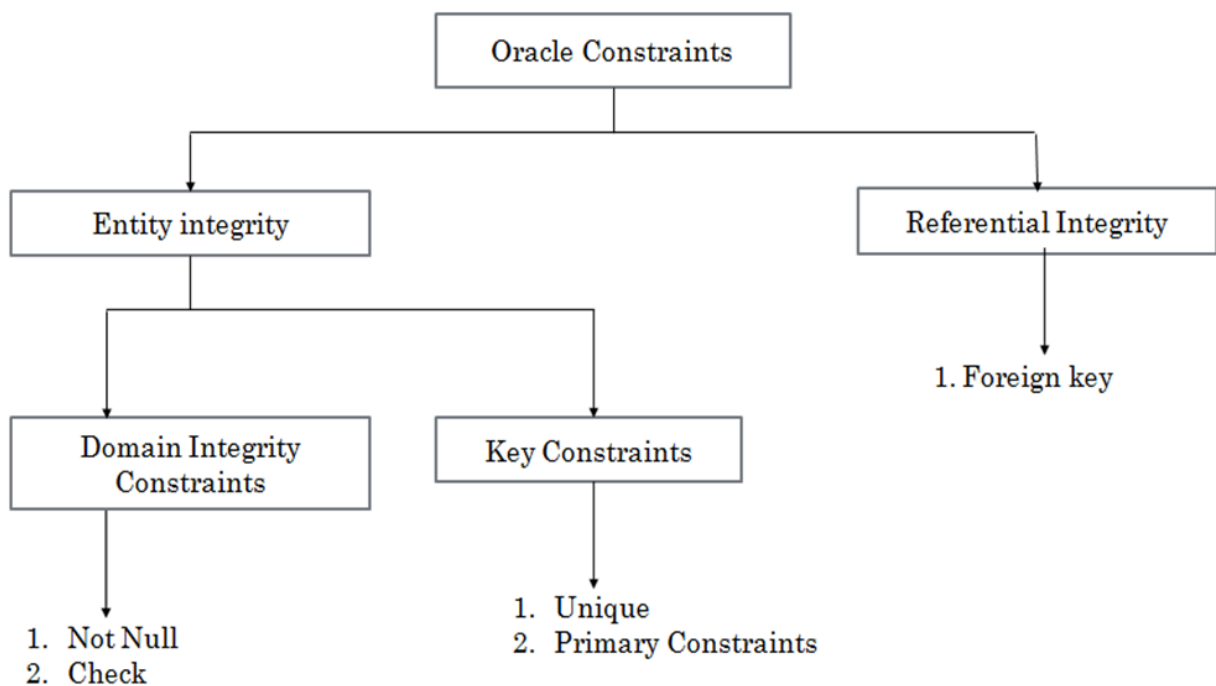 Oracle Constraints
Entity integrity
Referential Integrity
1. Foreign key
Domain Integrity
Constraints
Key Constraints
1. Unique
2. Primary Constraints
1. Not Null
2. Check